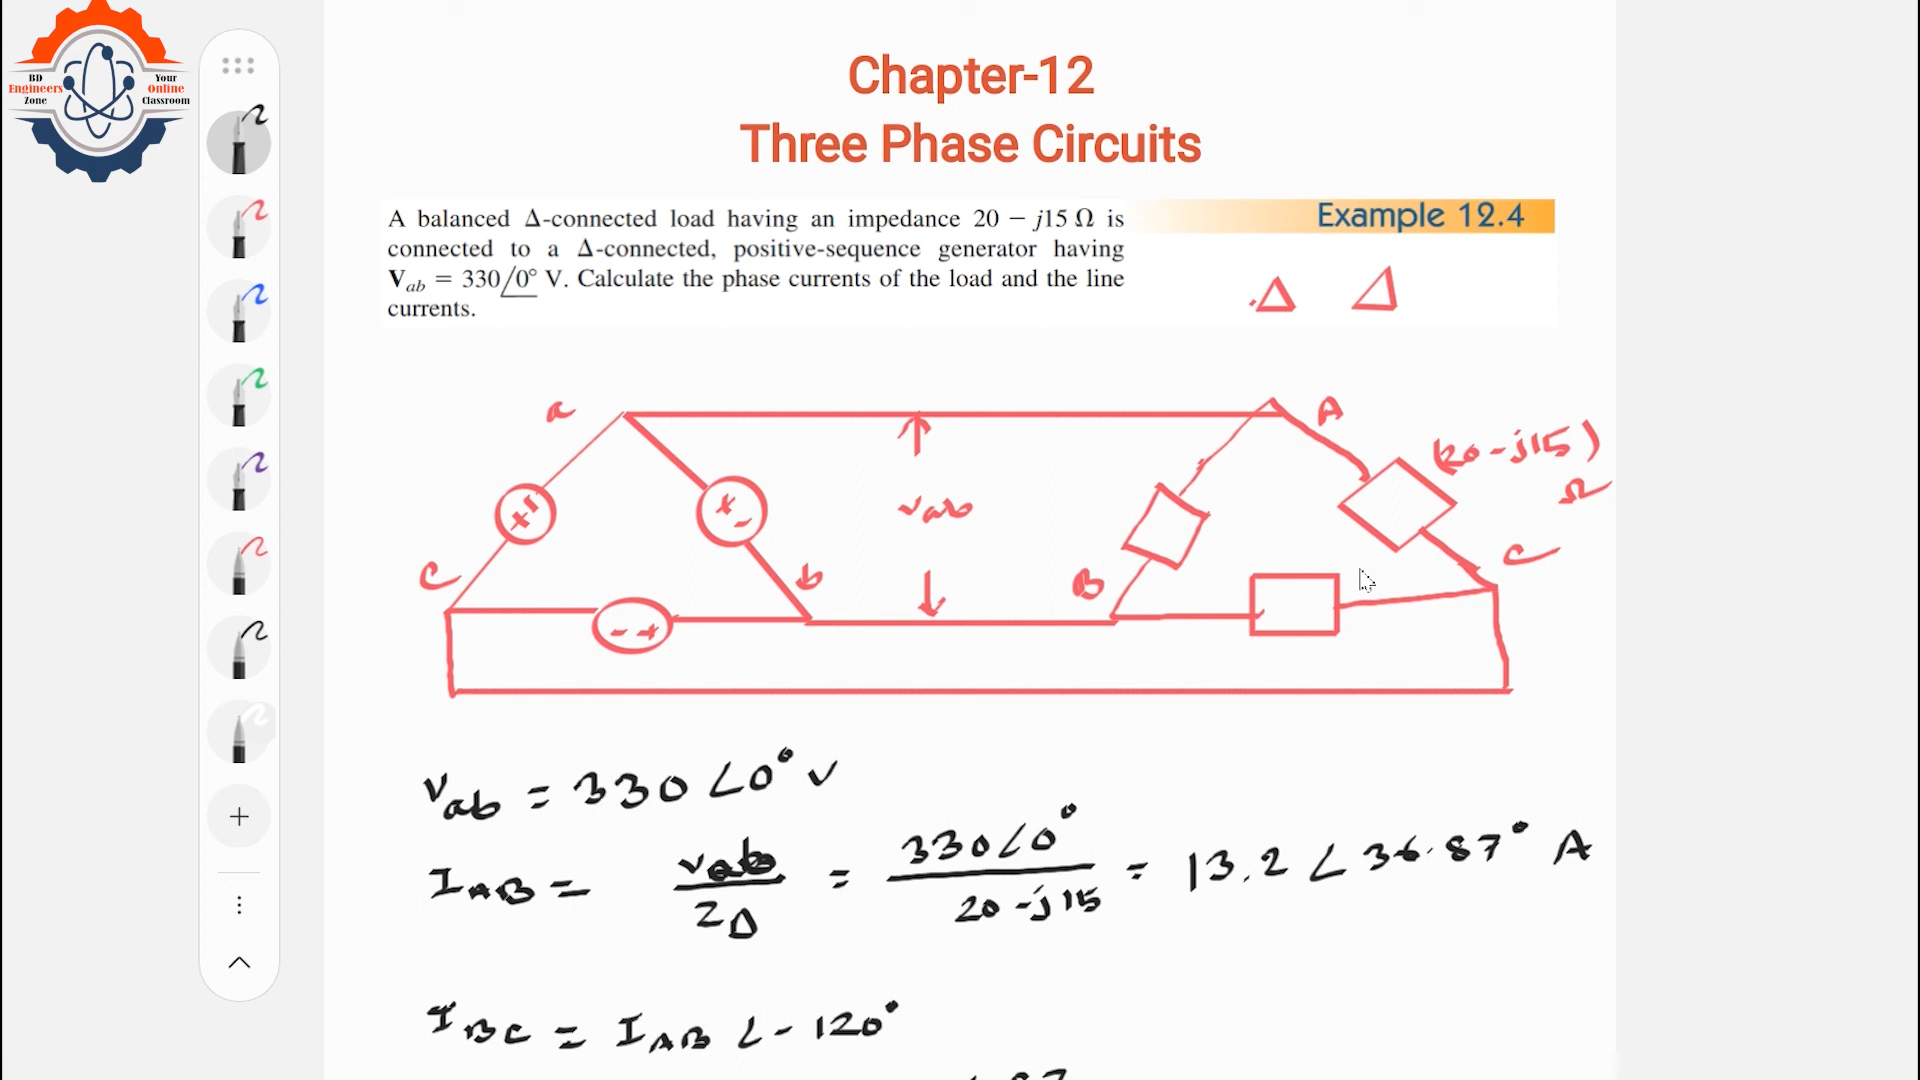 BD
Engineers
Zone
Your
Online
Classroom
Chapter-12
Three Phase Circuits
Example 12.4
A balanced Δ-connected load having an impedance 20 − j15 Ω is
connected to a Δ-connected, positive-sequence generator having
Vab = 330/0° V. Calculate the phase currents of the load and the line
currents.
Δ Δ
a
A
(20-j15)
Ω
+ -
+ -
Vab
C
b
B
C
- +
Vab = 330∠0° V
IAB = Vab/ZΔ = 330∠0°/20-j15 = 13.2∠36.87° A
IBC = IAB ∠-120°